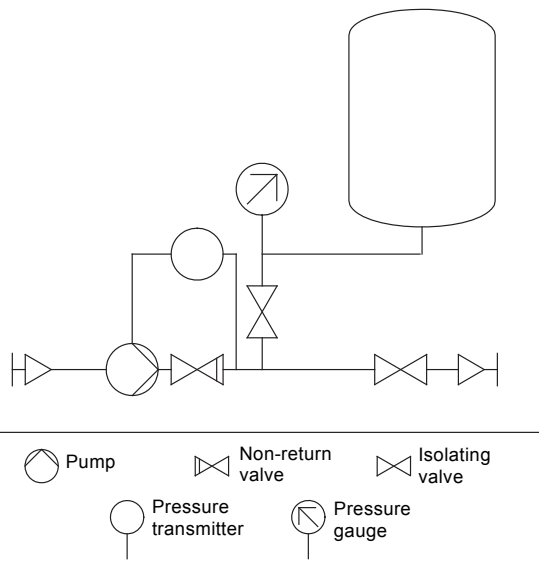 Pump
Non-return
valve
Isolating
valve
Pressure
transmitter
Pressure
gauge